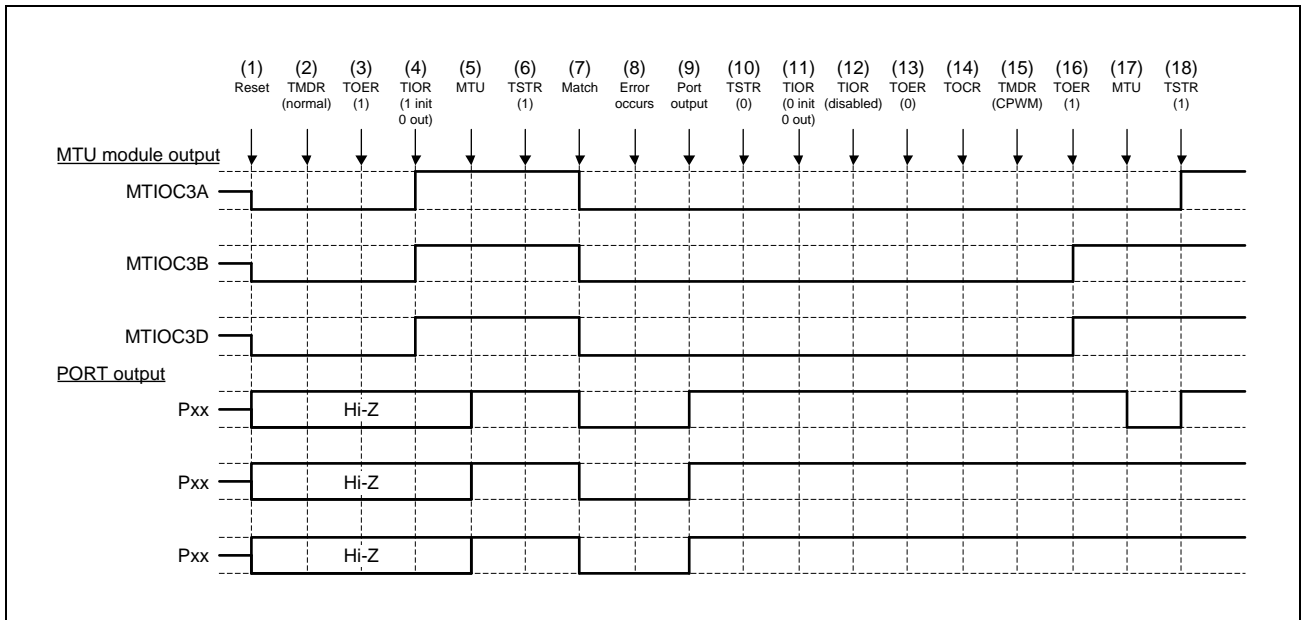 (1) (2) (3) (4) (5) (6) (7) (8) (9) (10) (11) (12) (13) (14) (15) (16) (17) (18)
Reset TMDR TOER TIOR MTU TSTR Match Error Port TSTR TIOR TIOR TOER TOCR TMDR TOER MTU TSTR
(normal) (1) (1 init (1) occurs output (0) (0 init (disabled) (0) (CPWM) (1) (1)
0 out) 0 out)
MTU module output
MTIOC3A
MTIOC3B
MTIOC3D
PORT output
Pxx Hi-Z
Pxx Hi-Z
Pxx Hi-Z